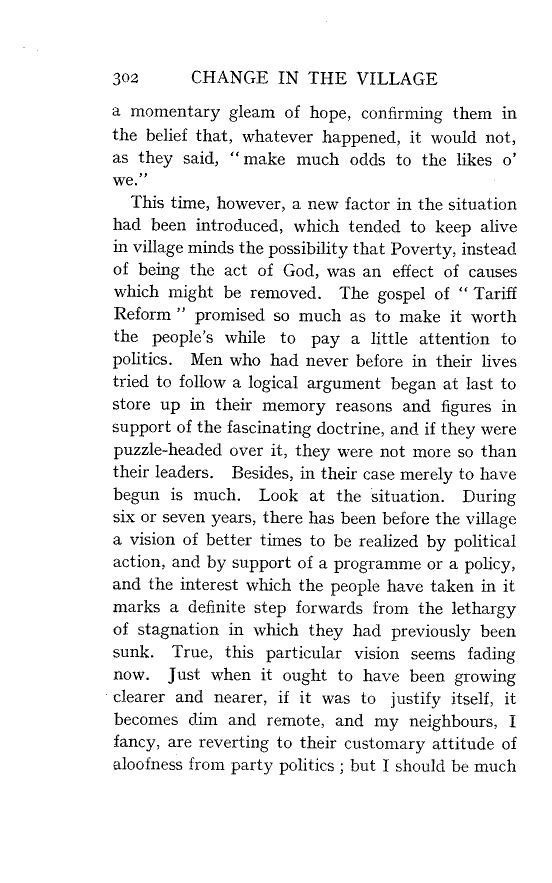 302 CHANGE IN THE VILLAGE
a momentary gleam of hope, confirming them in
the belief that, whatever happened, it would not,
as they said, “ make much odds to the likes o’
we.”
This time, however, a new factor in the situation
had been introduced, which tended to keep alive
in village minds the possibility that Poverty, instead
of being the act of God, was an effect of causes
which might be removed. The gospel of “ Tariff
Reform ” promised so much as to make it worth
the people’s while to pay a little attention to
politics. Men who had never before in their lives
tried to follow a logical argument began at last to
store up in their memory reasons and figures in
support of the fascinating doctrine, and if they were
puzzle-headed over it, they were not more so than
their leaders. Besides, in their case merely to have
begun is much. Look at the situation. During
six or seven years, there has been before the village
a vision of better times to be realized by political
action, and by support of a programme or a policy,
and the interest which the people have taken in it
marks a definite step forwards from the lethargy
of stagnation in which they had previously been
sunk. True, this particular vision seems fading
now. Just when it ought to have been growing
clearer and nearer, if it was to justify itself, it
becomes dim and remote, and my neighbours, I
fancy, are reverting to their customary attitude of
aloofness from party politics ; but I should be much